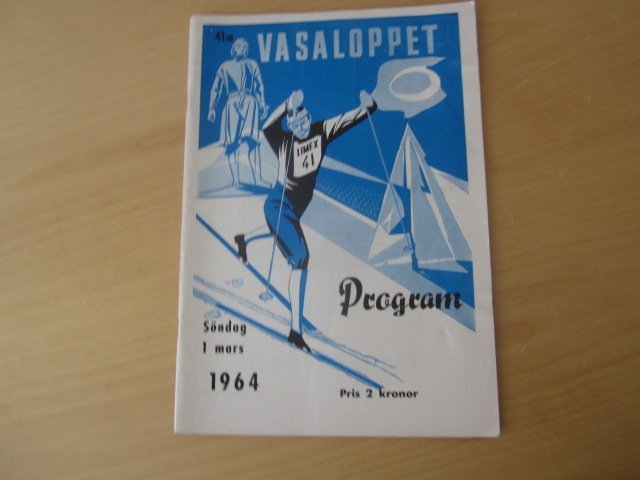 41:a VASALOPPET
LIMEX
41
Program
Söndag
1 mars
1964
Pris 2 kronor